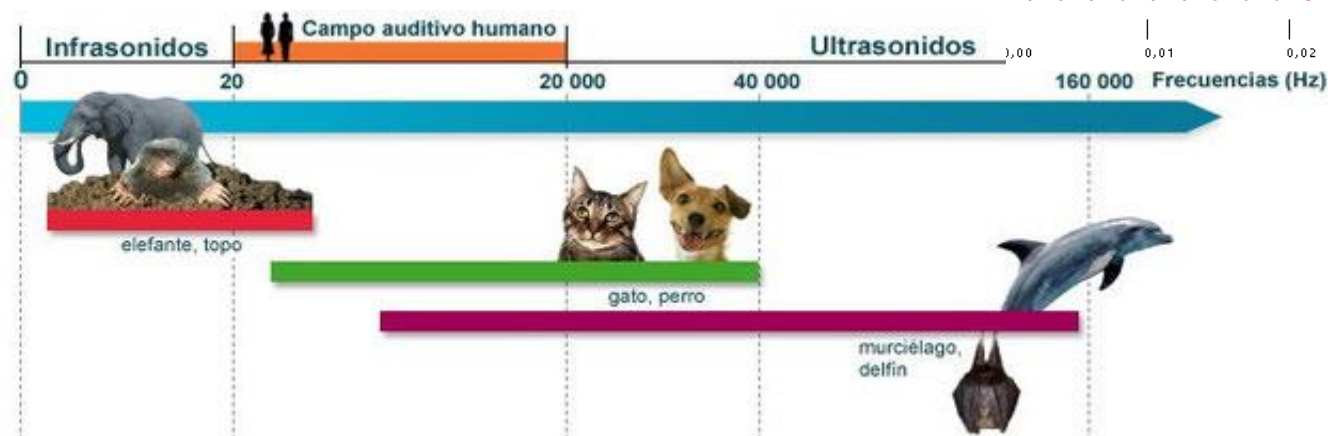 Infrasonidos
Campo auditivo humano
Ultrasonidos
),00 0,01 0,02
0 20 20 000 40 000 160 000 Frecuencias (Hz)
elefante, topo
gato, perro
murciélago,
delfín